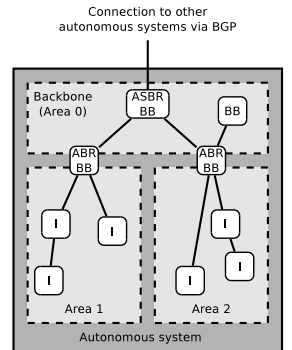 Connection to other
autonomous systems via BGP
Backbone
(Area 0)
ASBR
BB
BB
ABR
BB
ABR
BB
I
I
I
I
I
I
Area 1
Area 2
Autonomous system